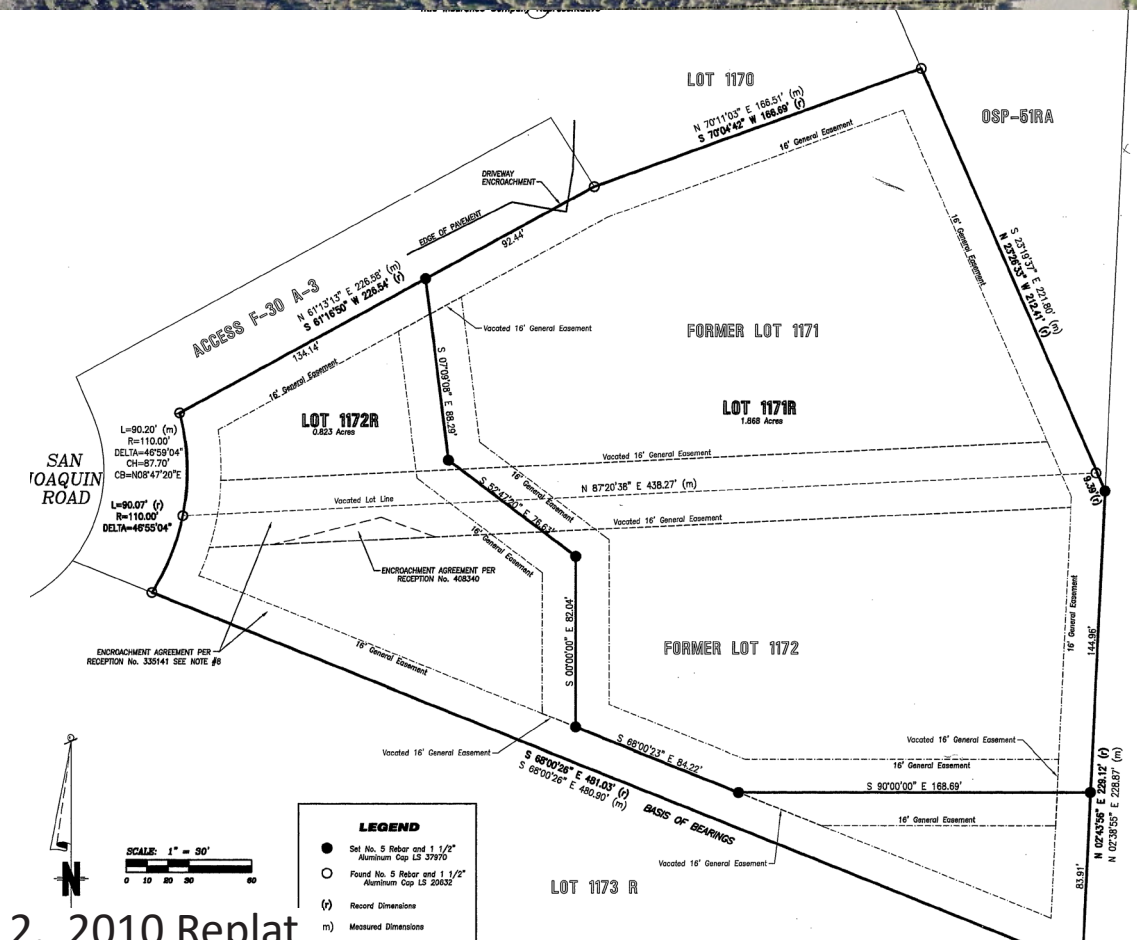 LOT 1170
OSP-51RA
N 70°11'03" E 166.51' (m)
S 70°04'42" W 166.69' (r)
16' General Easement
DRIVEWAY
ENCROACHMENT
EDGE OF PAVEMENT
92.44'
S 23°19'37" E 221.80' (m)
N 23°26'33" W 212.41' (r)
16' General Easement
ACCESS F-30 A-3
N 61°13'13" E 226.58' (m)
S 61°16'50" W 226.54' (r)
134.14'
16' General Easement
Vacated 16' General Easement
FORMER LOT 1171
S 07°09'08" E 88.29'
LOT 1172R
0.823 Acres
LOT 1171R
1.868 Acres
L=90.20' (m)
R=110.00'
DELTA=46°59'04"
CH=87.70'
CB=N08°47'20"E
SAN
JOAQUIN
ROAD
L=90.07' (r)
R=110.00'
DELTA=46°55'04"
Vacated 16' General Easement
N 87°20'38" E 438.27' (m)
9.39'(r)
Vacated Lot Line
S 52°47'20" E 76.63'
16' General Easement
Vacated 16' General Easement
16' General Easement
ENCROACHMENT AGREEMENT PER
RECEPTION No. 408340
S 00°00'00" E 82.04'
16' General Easement
144.96'
FORMER LOT 1172
ENCROACHMENT AGREEMENT PER
RECEPTION No. 335141 SEE NOTE #8
16' General Easement
Vacated 16' General Easement
S 68°00'23" E 84.22'
Vacated 16' General Easement
16' General Easement
S 90°00'00" E 168.69'
16' General Easement
S 68°00'26" E 481.03' (r)
S 68°00'26" E 480.90' (m)
BASIS OF BEARINGS
N 02°43'56" E 229.12' (r)
N 02°38'55" E 228.87' (m)
83.91'
Vacated 16' General Easement
LOT 1173 R
SCALE: 1" = 30'
0 10 20 30 60
N
LEGEND
Set No. 5 Rebar and 1 1/2"
Aluminum Cap LS 37970
Found No. 5 Rebar and 1 1/2"
Aluminum Cap LS 20632
(r) Record Dimensions
m) Measured Dimensions
2. 2010 Replat